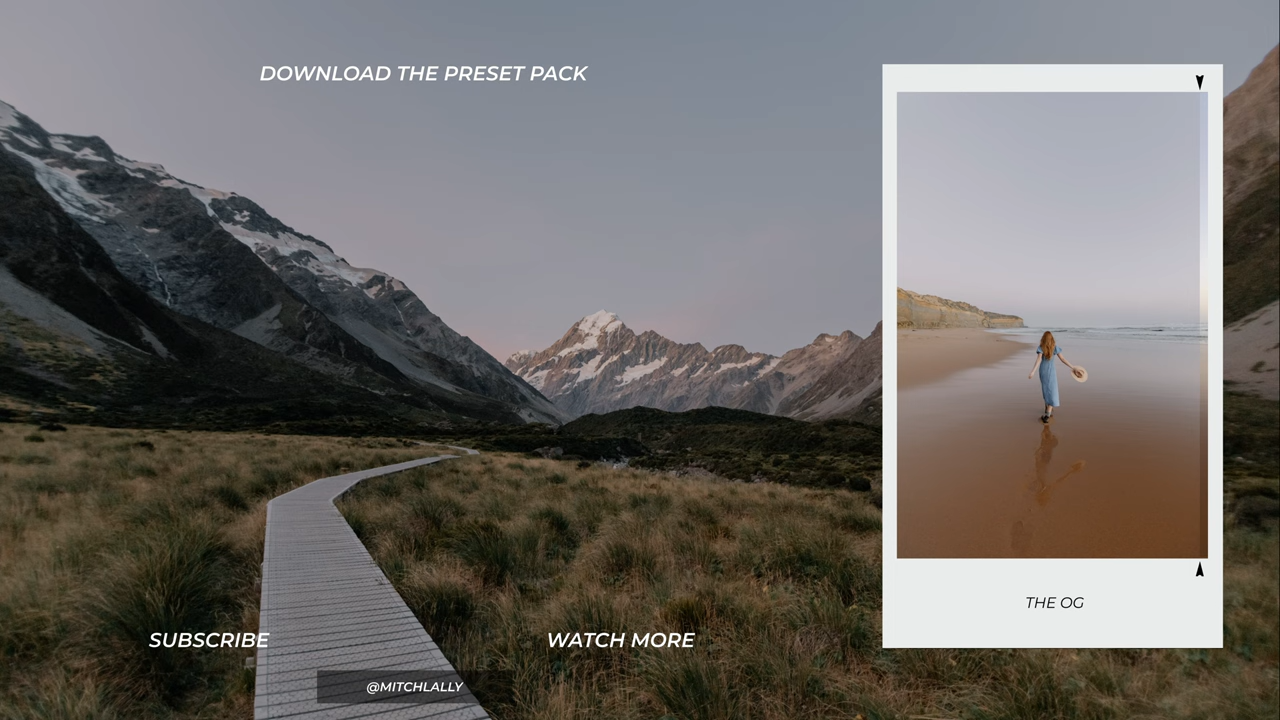 DOWNLOAD THE PRESET PACK
THE OG
SUBSCRIBE
WATCH MORE
@MITCHLALLY